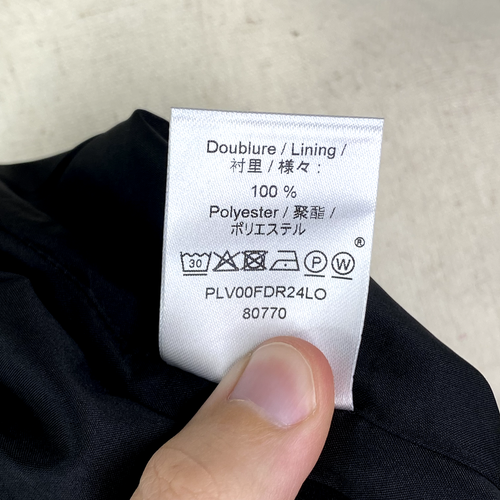 Doublure / Lining /
衬里 / 様々 :
100 %
Polyester / 聚酯 /
ポリエステル
®
30 P W
PLV00FDR24LO
80770